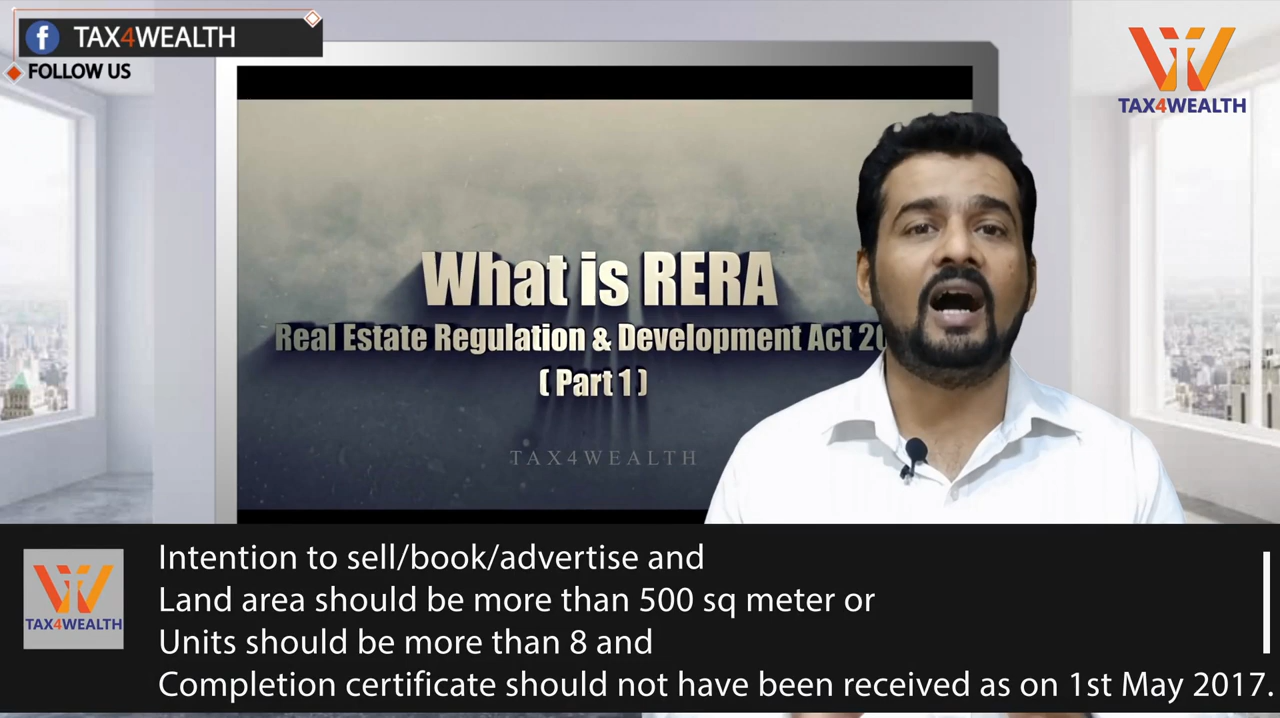 TAX4WEALTH
FOLLOW US
TAX4WEALTH
What is RERA
Real Estate Regulation & Development Act
( Part 1 )
TAX4WEALTH
TAX4WEALTH
Intention to sell/book/advertise and
Land area should be more than 500 sq meter or
Units should be more than 8 and
Completion certificate should not have been received as on 1st May 2017.